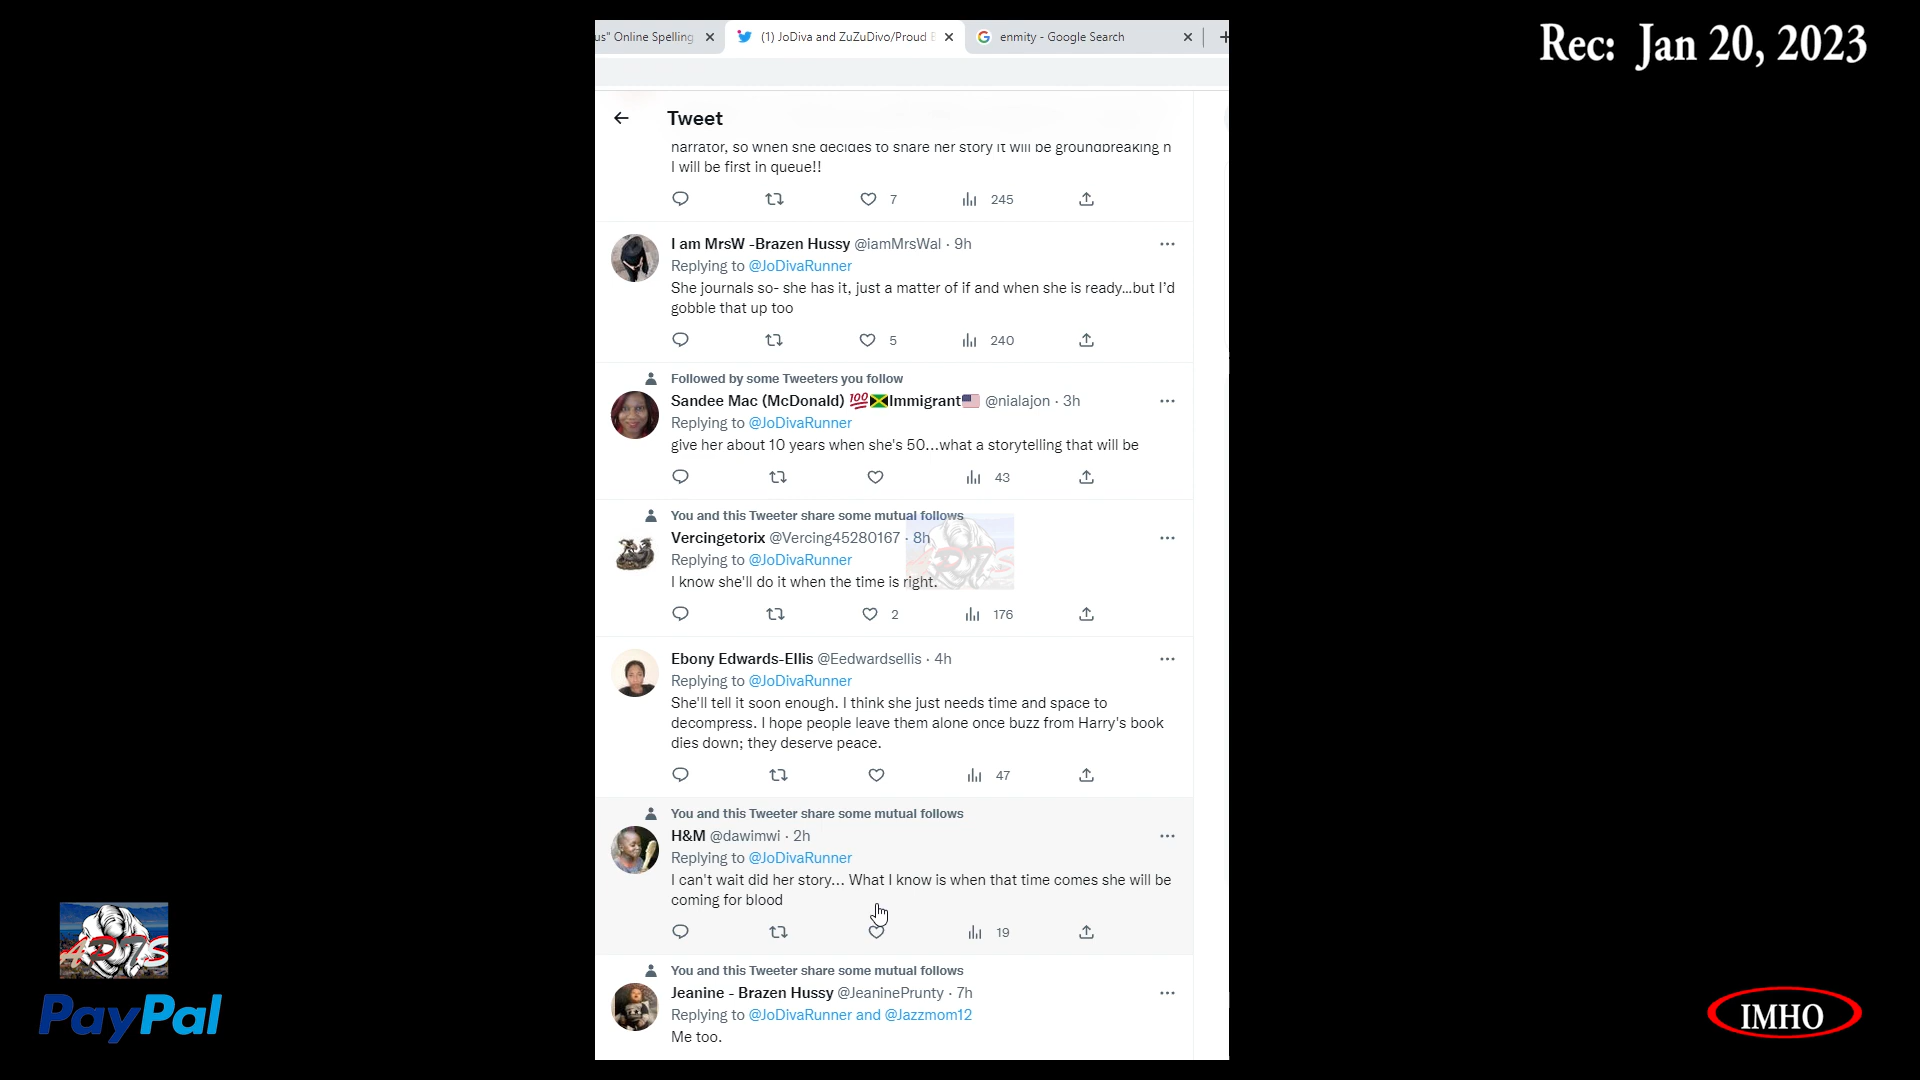 Rec: Jan 20, 2023
us" Online Spelling
(1) JoDiva and ZuZuDivo/Proud
enmity - Google Search
Tweet
narrator, so when she decides to share her story it will be groundbreaking n
I will be first in queue!!
7
245
I am MrsW -Brazen Hussy @iamMrsWal · 9h
Replying to @JoDivaRunner
She journals so- she has it, just a matter of if and when she is ready...but I'd
gobble that up too
5
240
Followed by some Tweeters you follow
Sandee Mac (McDonald) 💯🇯🇲Immigrant🇺🇸 @nialajon · 3h
Replying to @JoDivaRunner
give her about 10 years when she's 50...what a storytelling that will be
43
You and this Tweeter share some mutual follows
Vercingetorix @Vercing45280167 · 8h
Replying to @JoDivaRunner
I know she'll do it when the time is right.
2
176
Ebony Edwards-Ellis @Eedwardsellis · 4h
Replying to @JoDivaRunner
She'll tell it soon enough. I think she just needs time and space to
decompress. I hope people leave them alone once buzz from Harry's book
dies down; they deserve peace.
47
You and this Tweeter share some mutual follows
H&M @dawimwi · 2h
Replying to @JoDivaRunner
I can't wait did her story... What I know is when that time comes she will be
coming for blood
19
You and this Tweeter share some mutual follows
Jeanine - Brazen Hussy @JeaninePrunty · 7h
Replying to @JoDivaRunner and @Jazzmom12
Me too.
PayPal
IMHO